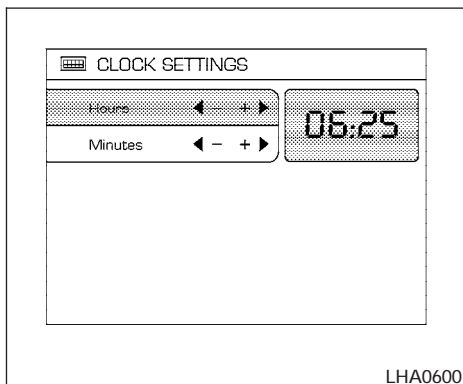 CLOCK SETTINGS
Hours ◀ - + ▶
06:25
Minutes ◀ - + ▶
LHA0600